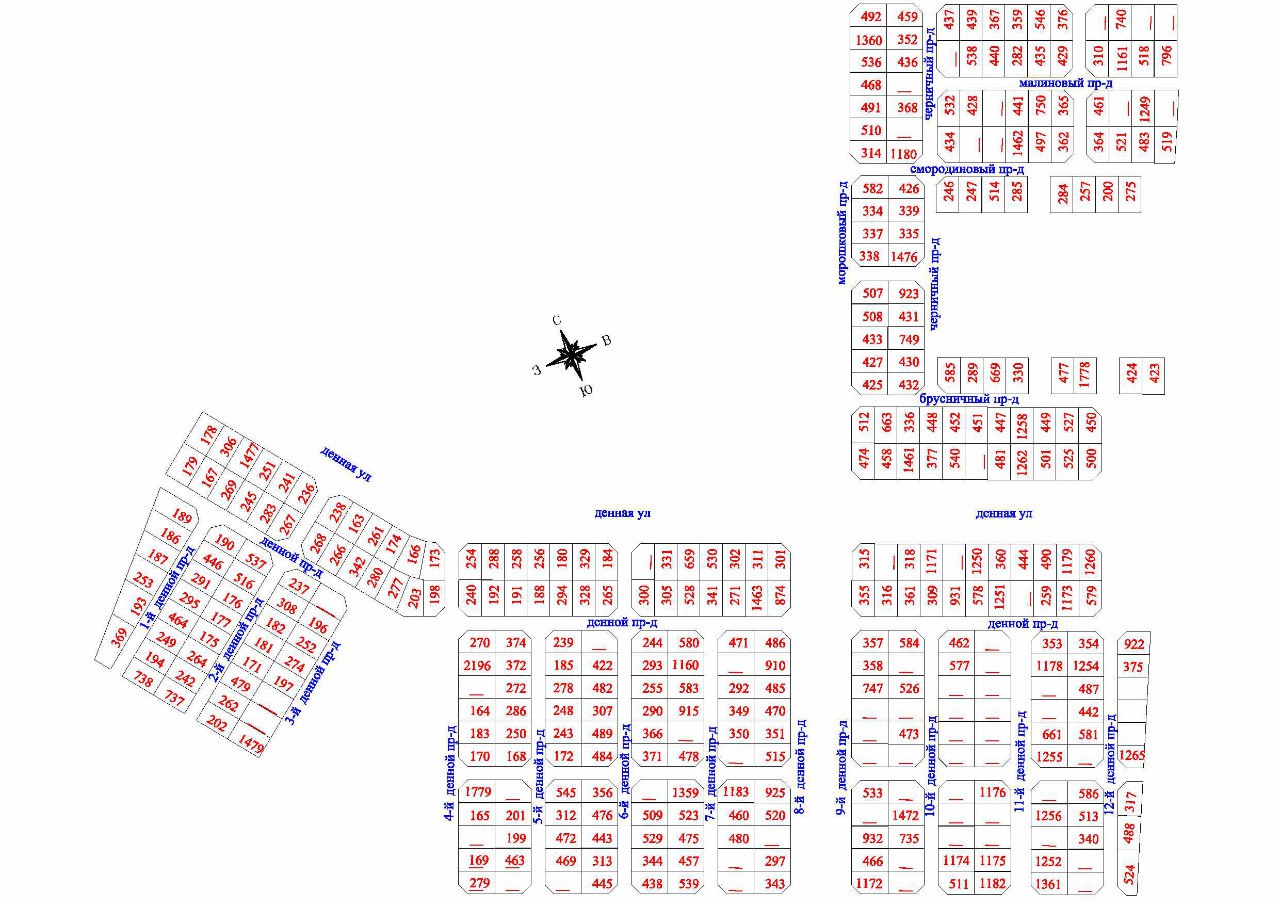 492 459
1360 352
536 436
468 __
491 368
510 __
314 1180
черничный пр-д
437 439 367 359 546 376
__ 538 440 282 435 429
__ 740 __ __
310 1161 518 796
малиновый пр-д
532 428 __ 441 750 365
434 __ __ 1462 497 362
461 __ 1249 __
364 521 483 519
смородиновый пр-д
246 247 514 285
284 257 200 275
морошковый пр-д
582 426
334 339
337 335
338 1476
черничный пр-д
507 923
508 431
433 749
427 430
425 432
585 289 669 330
477 1778
424 423
брусничный пр-д
512 663 336 448 452 451 447 1258 449 527 450
474 458 1461 377 540 __ 481 1262 501 525 500
С
В
З
Ю
178 306 1477 251 241 236
179 167 269 245 283 267
денная ул
238 163 261 174 166 173
268 266 342 280 277 203 198
денной пр-д
189
186
187
253
193
369
1-й денной пр-д
190 537
446 516
291 176
295 177
464 175
249 264
194 242
738 737
2-й денной пр-д
237 __
308 196
182 252
181 274
171 197
479 __
262 __
202 1479
3-й денной пр-д
денная ул
254 288 258 256 180 329 184
240 192 191 188 294 328 265
__ 331 659 530 302 311 301
300 305 528 341 271 1463 874
денной пр-д
денная ул
315 __ 318 1171 __ 1250 360 444 490 1179 1260
355 316 361 309 931 578 1251 __ 259 1173 579
денной пр-д
270 374
2196 372
__ 272
164 286
183 250
170 168
4-й денной пр-д
1779 __
165 201
__ 199
169 463
279 __
239 __
185 422
278 482
248 307
243 489
172 484
5-й денной пр-д
545 356
312 476
472 443
469 313
__ 445
244 580
293 1160
255 583
290 915
366 __
371 478
6-й денной пр-д
__ 1359
509 523
529 475
344 457
438 539
471 486
__ 910
292 485
349 470
350 351
__ 515
7-й денной пр-д
1183 925
460 520
480 __
__ 297
__ 343
8-й денной пр-д
357 584
358 __
747 526
__ __
__ 473
__ __
9-й денной пр-д
533 __
__ 1472
932 735
466 __
1172 __
462 __
577 __
__ __
__ __
__ __
__ __
10-й денной пр-д
__ 1176
__ __
__ __
1174 1175
511 1182
353 354
1178 1254
__ 487
__ 442
661 581
1255 __
11-й денной пр-д
__ 586
1256 513
__ 340
1252 __
1361 __
12-й денной пр-д
922
375
1265
317
488
524